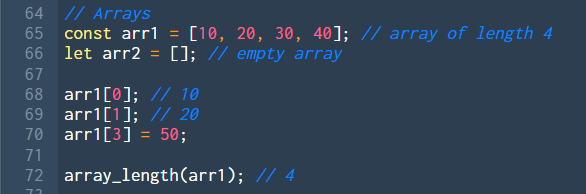 64 // Arrays
65 const arr1 = [10, 20, 30, 40]; // array of length 4
66 let arr2 = []; // empty array
67
68 arr1[0]; // 10
69 arr1[1]; // 20
70 arr1[3] = 50;
71
72 array_length(arr1); // 4